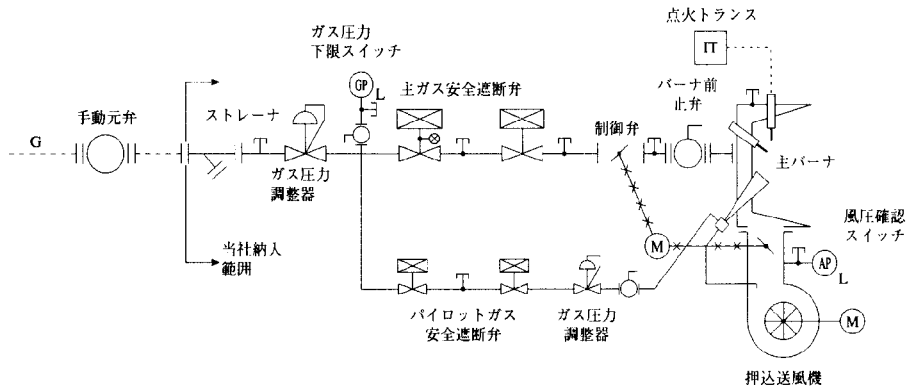 点火トランス
IT
ガス圧力
下限スイッチ
GP
L
バーナ前
止弁
主ガス安全遮断弁
手動元弁
ストレーナ
制御弁
G
ガス圧力
調整器
主バーナ
風圧確認
スイッチ
当社納入
範囲
M
AP
L
パイロットガス
安全遮断弁
ガス圧力
調整器
M
押込送風機